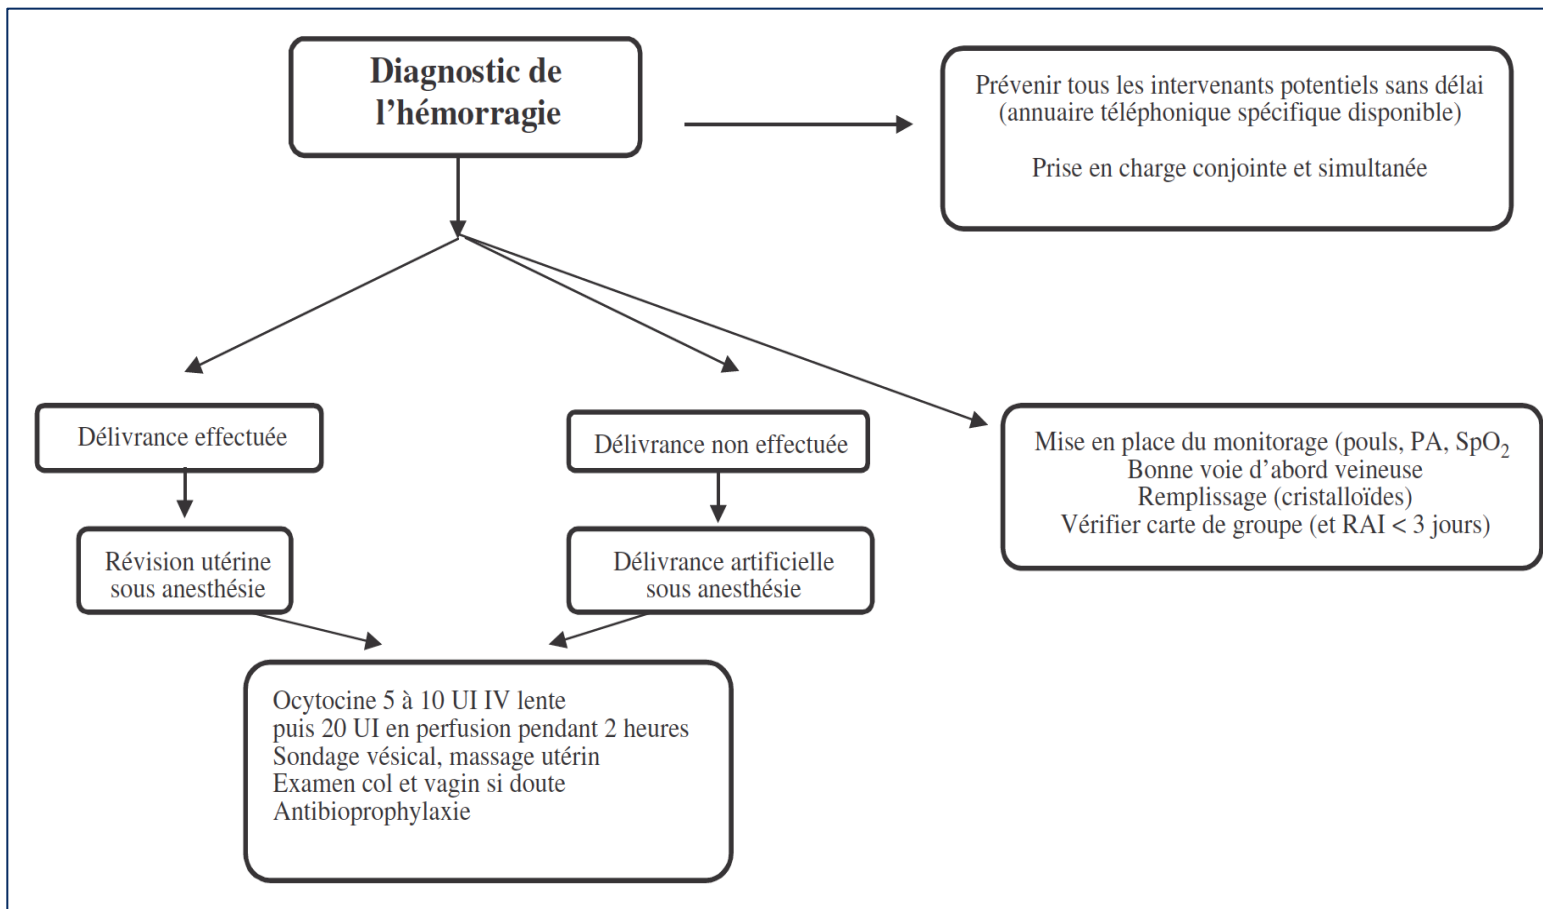 Diagnostic de
l’hémorragie
Prévenir tous les intervenants potentiels sans délai
(annuaire téléphonique spécifique disponible)
Prise en charge conjointe et simultanée
Délivrance effectuée
Délivrance non effectuée
Mise en place du monitorage (pouls, PA, SpO₂
Bonne voie d’abord veineuse
Remplissage (cristalloïdes)
Vérifier carte de groupe (et RAI < 3 jours)
Révision utérine
sous anesthésie
Délivrance artificielle
sous anesthésie
Ocytocine 5 à 10 UI IV lente
puis 20 UI en perfusion pendant 2 heures
Sondage vésical, massage utérin
Examen col et vagin si doute
Antibioprophylaxie